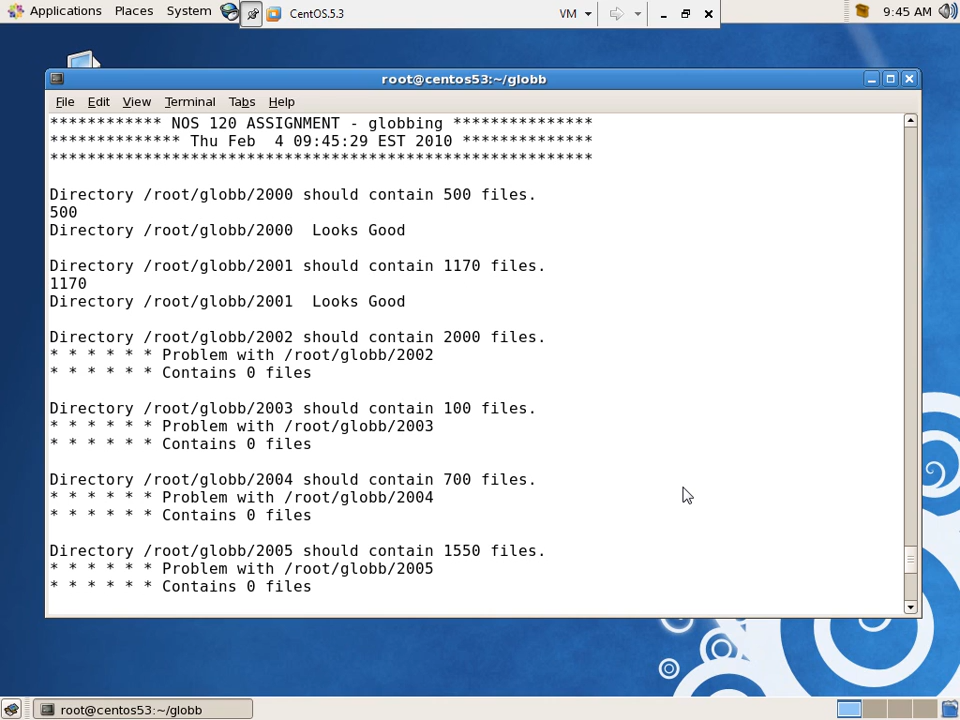 Applications Places System CentOS.5.3 VM 9:45 AM
root@centos53:~/globb
File Edit View Terminal Tabs Help
************ NOS 120 ASSIGNMENT - globbing ***************
************** Thu Feb  4 09:45:29 EST 2010 **************
**********************************************************
Directory /root/globb/2000 should contain 500 files.
500
Directory /root/globb/2000  Looks Good
Directory /root/globb/2001 should contain 1170 files.
1170
Directory /root/globb/2001  Looks Good
Directory /root/globb/2002 should contain 2000 files.
* * * * * * Problem with /root/globb/2002
* * * * * * Contains 0 files
Directory /root/globb/2003 should contain 100 files.
* * * * * * Problem with /root/globb/2003
* * * * * * Contains 0 files
Directory /root/globb/2004 should contain 700 files.
* * * * * * Problem with /root/globb/2004
* * * * * * Contains 0 files
Directory /root/globb/2005 should contain 1550 files.
* * * * * * Problem with /root/globb/2005
* * * * * * Contains 0 files
root@centos53:~/globb